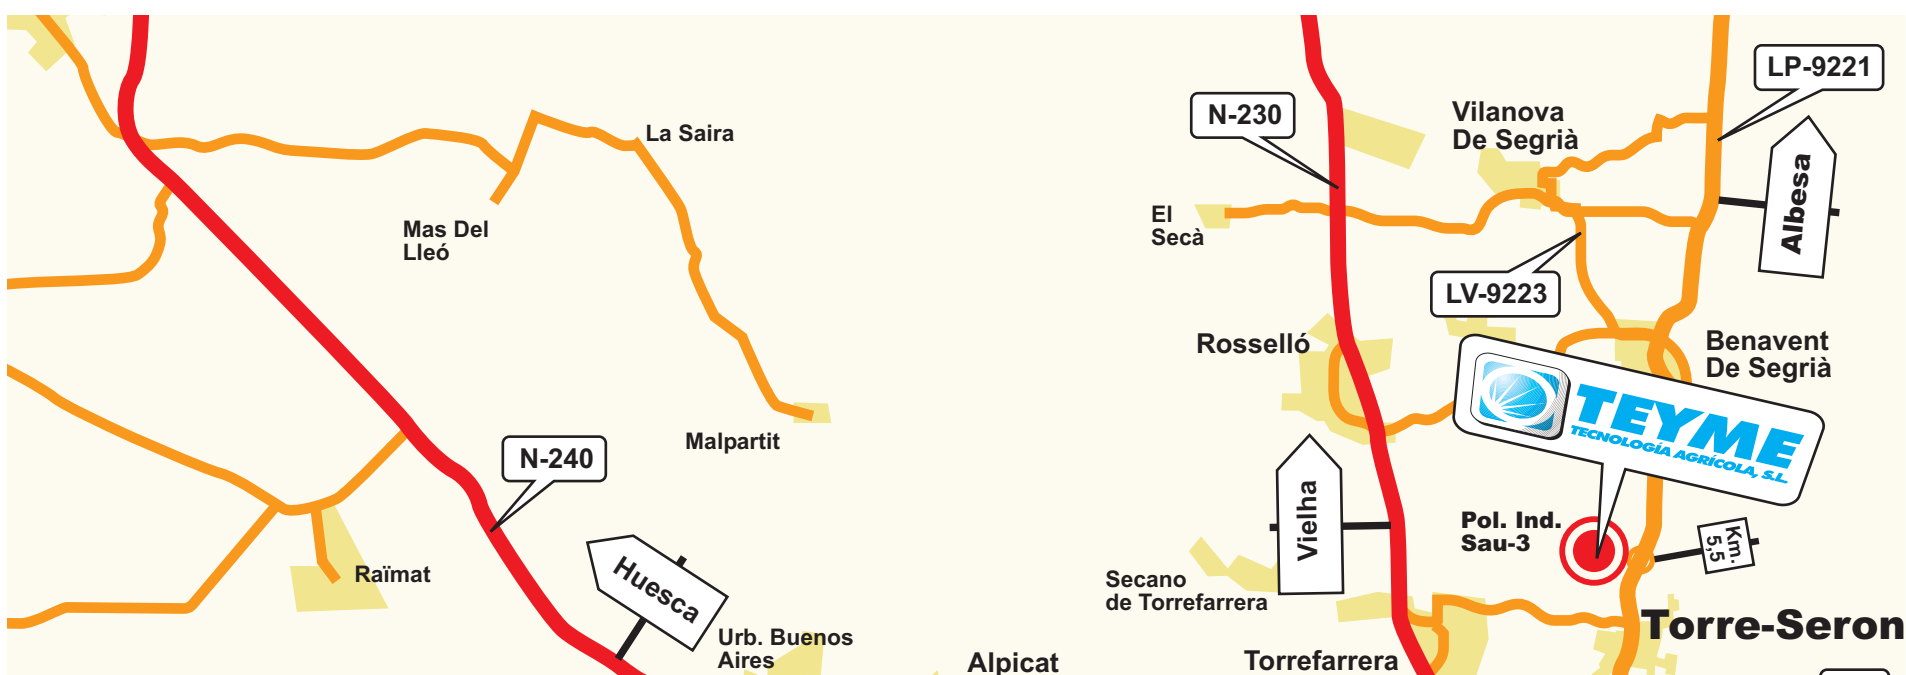 LP-9221
N-230
Vilanova
De Segrià
La Saira
Albesa
El
Secà
Mas Del
Lleó
LV-9223
Rosselló
Benavent
De Segrià
TEYME
TECNOLOGÍA AGRÍCOLA, S.L.
Malpartit
N-240
Vielha
Pol. Ind.
Sau-3
Km.
5,5
Raïmat
Huesca
Secano
de Torrefarrera
Torre-Seron
Urb. Buenos
Aires
Alpicat
Torrefarrera